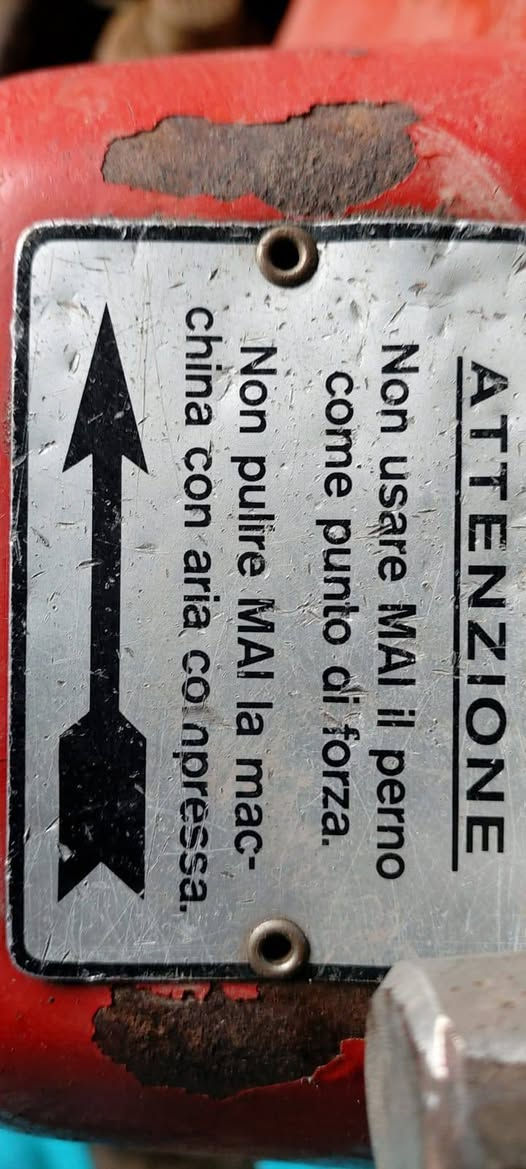 ATTENZIONE
Non usare MAI il perno
come punto di forza.
Non pulire MAI la mac-
china con aria compressa.